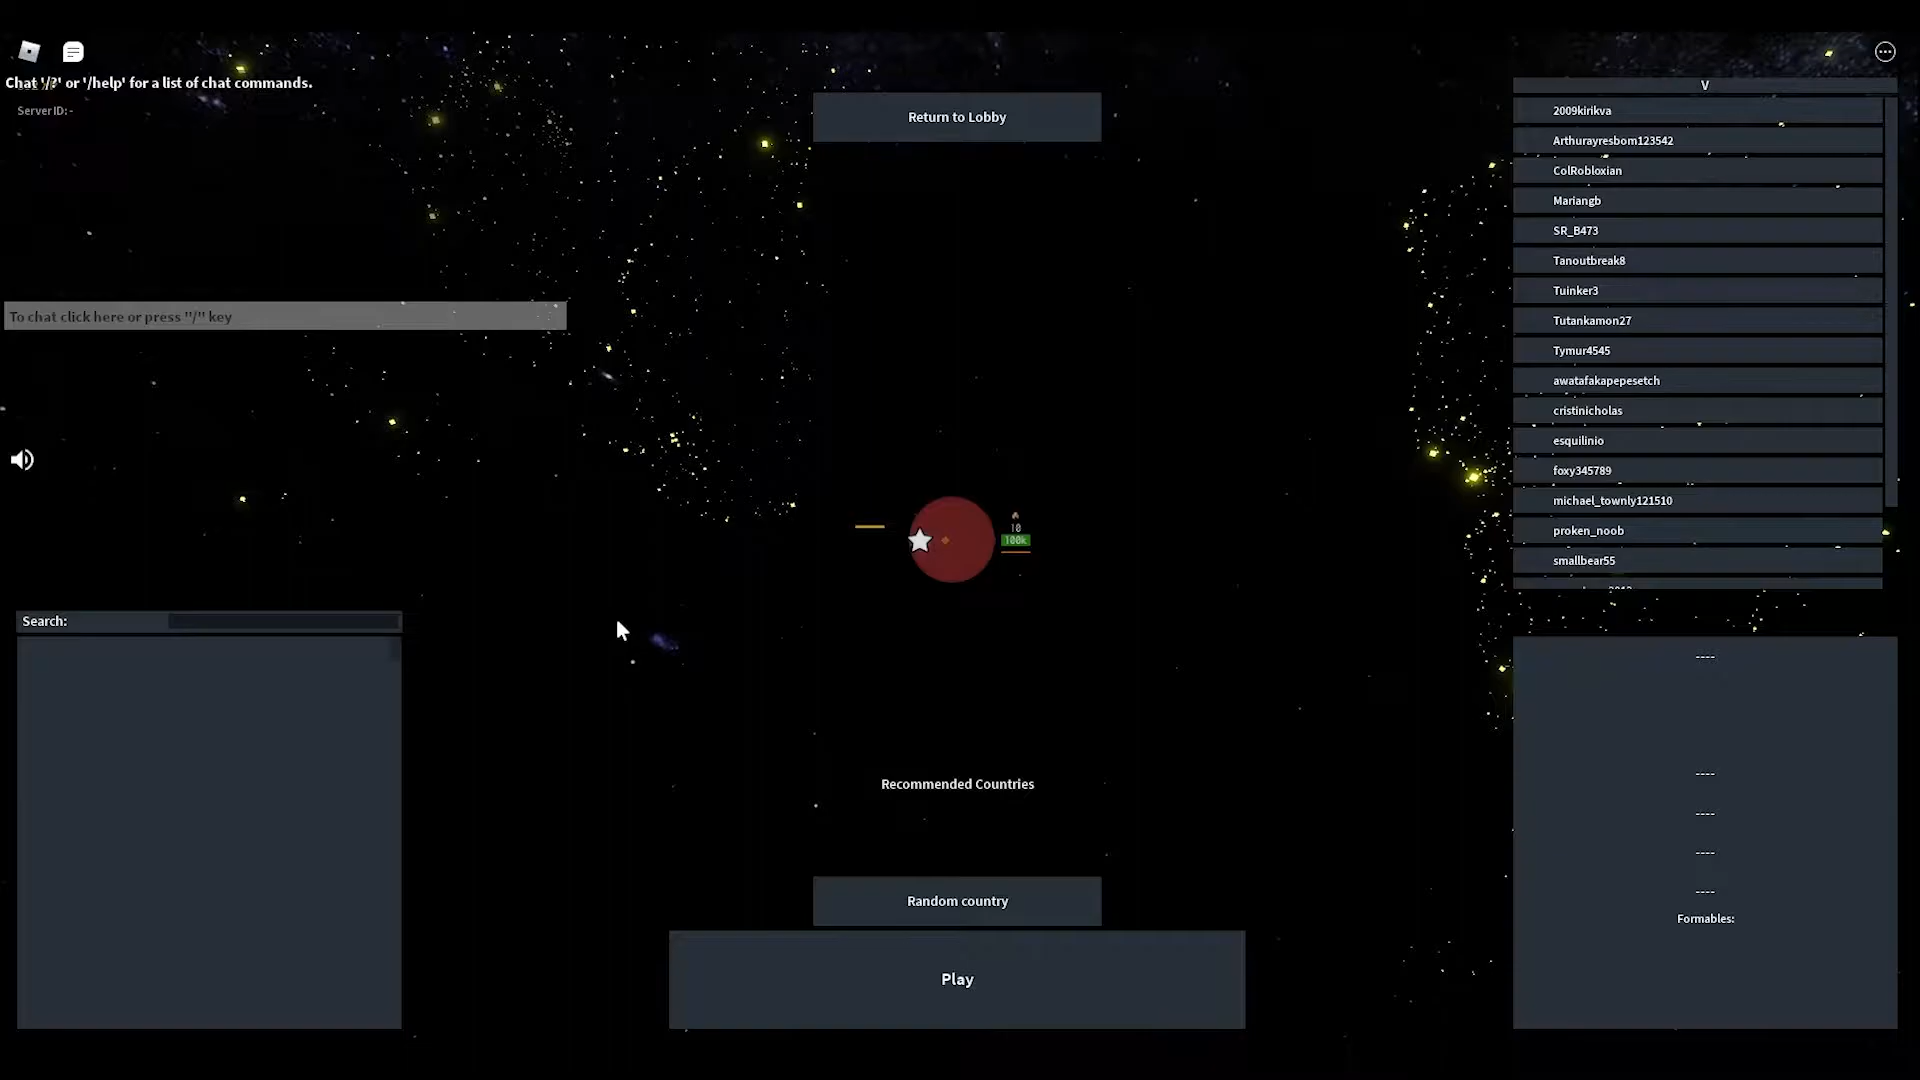 Chat '/?' or '/help' for a list of chat commands.
Server ID: -
Return to Lobby
V
2009kirikva
Arthurayresbom123542
ColRobloxian
Mariangb
SR_B473
Tanoutbreak8
Tuinker3
Tutankamon27
Tymur4545
awatafakapepesetch
cristinicholas
esquilinio
foxy345789
michael_townly121510
proken_noob
smallbear55
To chat click here or press "/" key
10
100k
Search:
Recommended Countries
Random country
Play
----
----
----
----
----
Formables: